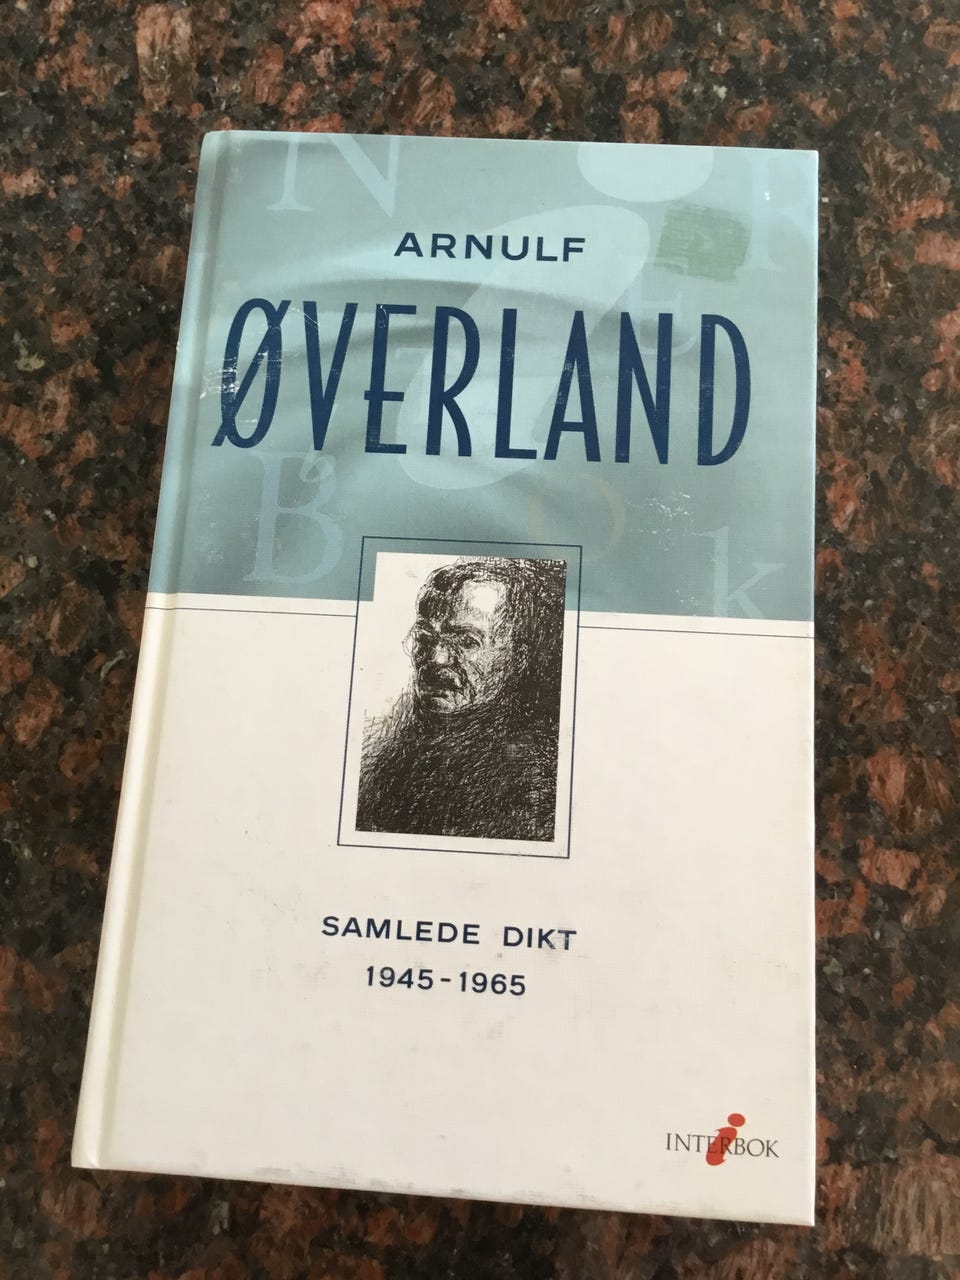 ARNULF
ØVERLAND
SAMLEDE DIKT
1945-1965
INTERBOK